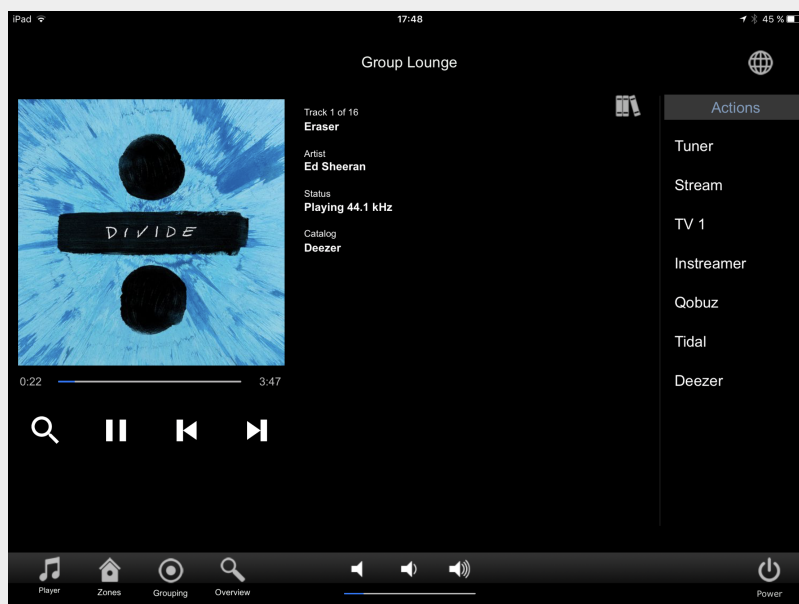 iPad 17:48 45 %
Group Lounge
DIVIDE
Track 1 of 16
Eraser
Artist
Ed Sheeran
Status
Playing 44.1 kHz
Catalog
Deezer
0:22 3:47
Actions
Tuner
Stream
TV 1
Instreamer
Qobuz
Tidal
Deezer
Player Zones Grouping Overview Power